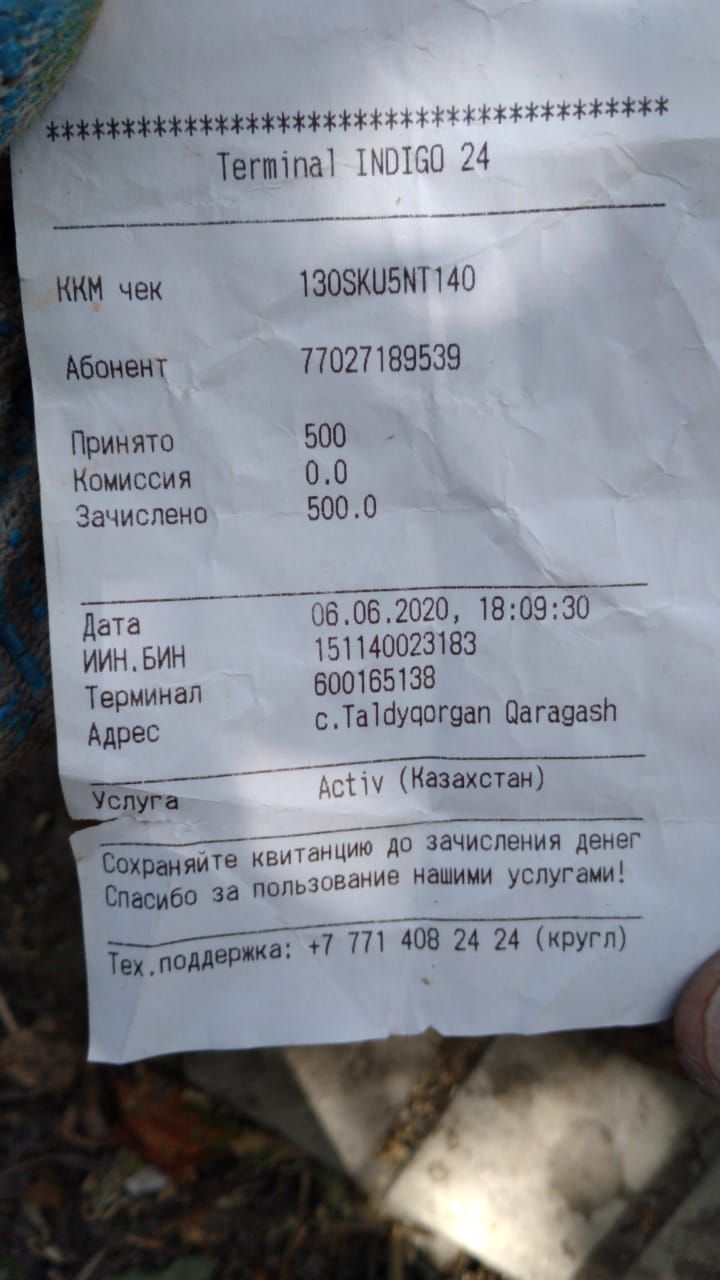 ****************************************
Terminal INDIGO 24
ККМ чек 130SKU5NT140
Абонент 77027189539
Принято 500
Комиссия 0.0
Зачислено 500.0
Дата 06.06.2020, 18:09:30
ИИН.БИН 151140023183
Терминал 600165138
Адрес c.Taldyqorgan Qaragash
Услуга Activ (Казахстан)
Сохраняйте квитанцию до зачисления денег
Спасибо за пользование нашими услугами!
Тех.поддержка: +7 771 408 24 24 (кругл)